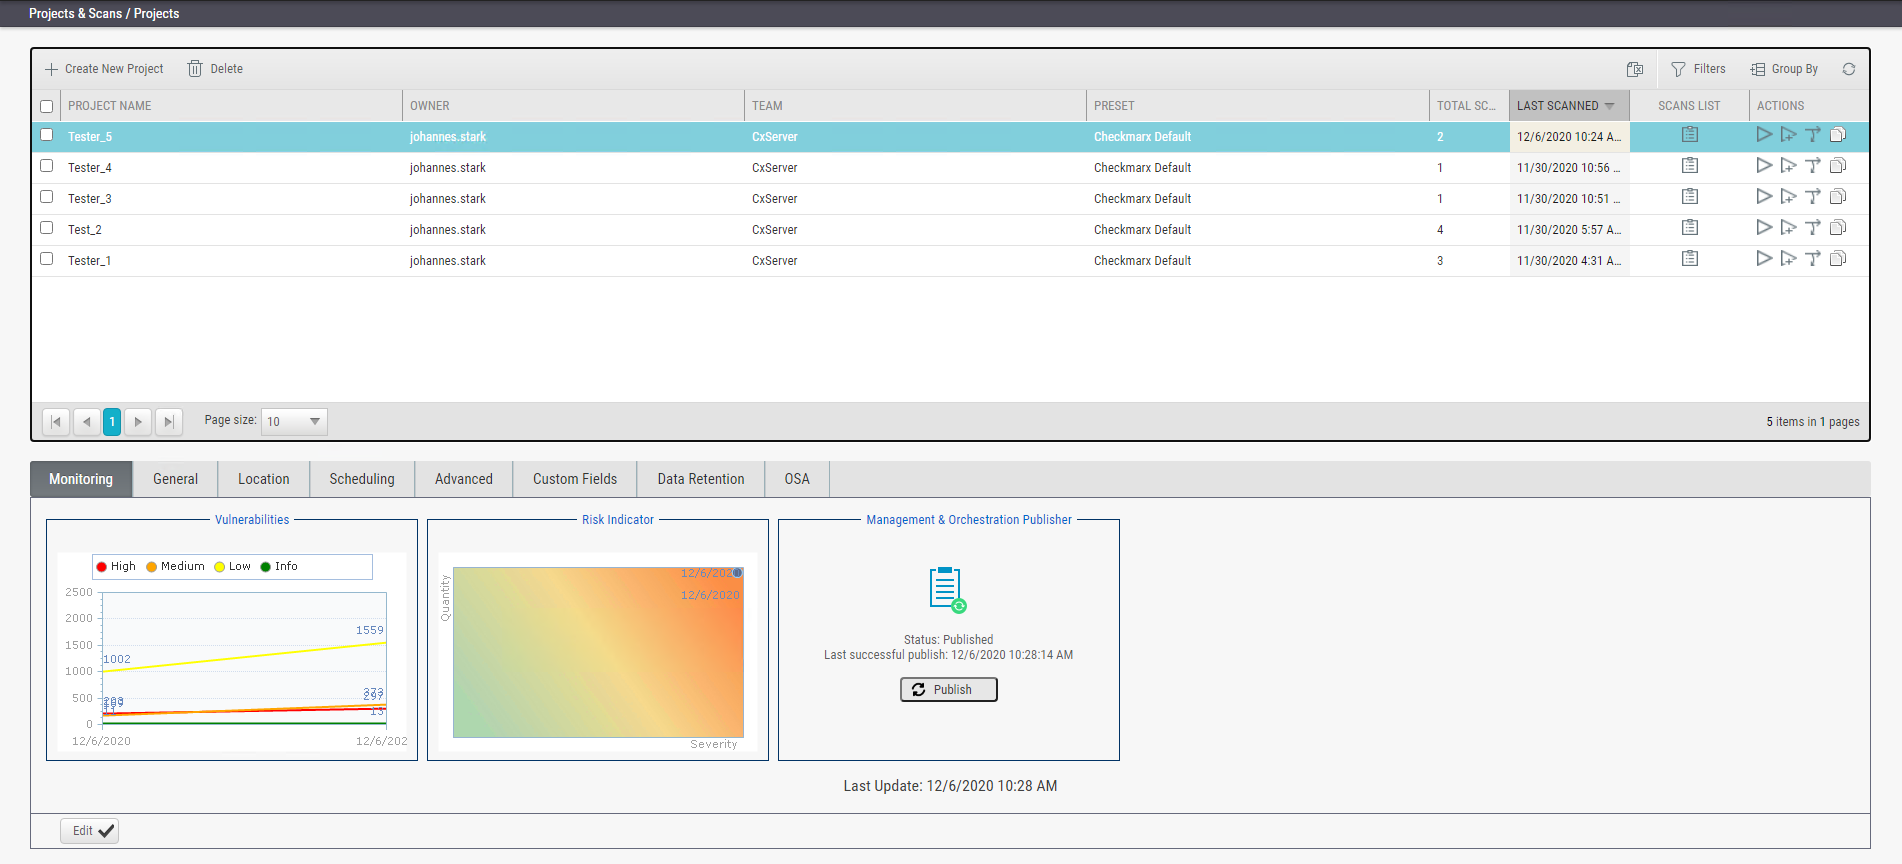 Projects & Scans / Projects
Create New Project Delete Filters Group By
PROJECT NAME OWNER TEAM PRESET TOTAL SC... LAST SCANNED SCANS LIST ACTIONS
Tester_5 johannes.stark CxServer Checkmarx Default 2 12/6/2020 10:24 A...
Tester_4 johannes.stark CxServer Checkmarx Default 1 11/30/2020 10:56 ...
Tester_3 johannes.stark CxServer Checkmarx Default 1 11/30/2020 10:51 ...
Test_2 johannes.stark CxServer Checkmarx Default 4 11/30/2020 5:57 A...
Tester_1 johannes.stark CxServer Checkmarx Default 3 11/30/2020 4:31 A...
1 Page size: 10 5 items in 1 pages
Monitoring General Location Scheduling Advanced Custom Fields Data Retention OSA
Vulnerabilities
High Medium Low Info
2500
2000
1500
1000
500
0
1559
1002
373
297
13
12/6/2020 12/6/202
Risk Indicator
Quantity
12/6/2020
12/6/2020
Severity
Management & Orchestration Publisher
Status: Published
Last successful publish: 12/6/2020 10:28:14 AM
Publish
Last Update: 12/6/2020 10:28 AM
Edit